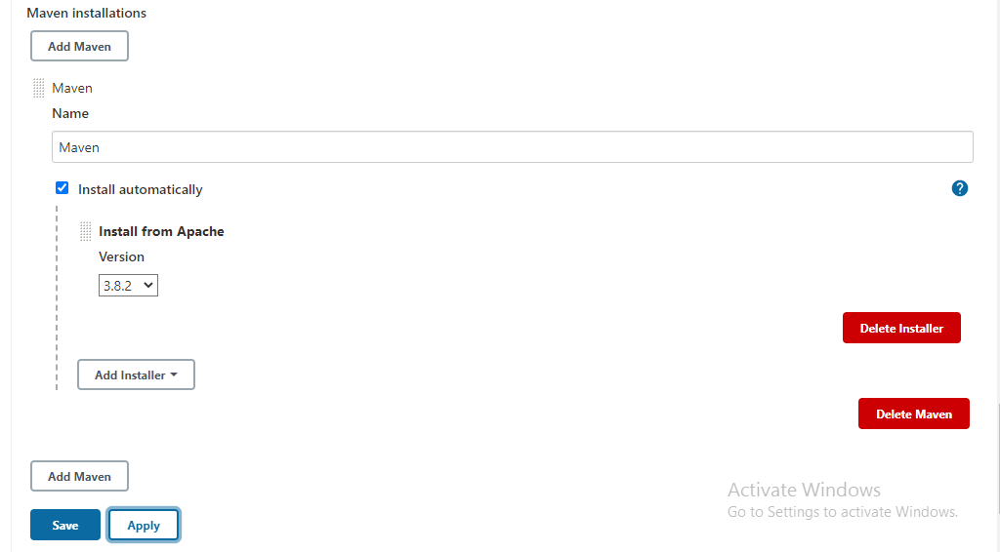 Maven installations
Add Maven
Maven
Name
Maven
Install automatically
?
Install from Apache
Version
3.8.2
Delete Installer
Add Installer
Delete Maven
Add Maven
Activate Windows
Go to Settings to activate Windows.
Save Apply